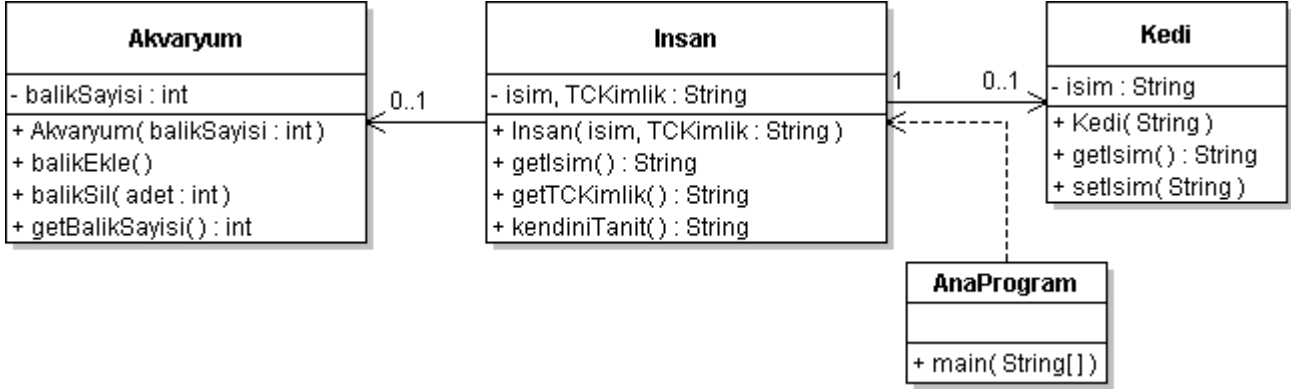 Akvaryum
- balikSayisi : int
+ Akvaryum( balikSayisi : int )
+ balikEkle()
+ balikSil( adet : int )
+ getBalikSayisi() : int
0..1
Insan
- isim, TCKimlik : String
+ Insan( isim, TCKimlik : String )
+ getIsim() : String
+ getTCKimlik() : String
+ kendiniTanit() : String
1
0..1
Kedi
- isim : String
+ Kedi( String )
+ getIsim() : String
+ setIsim( String )
AnaProgram
+ main( String[] )